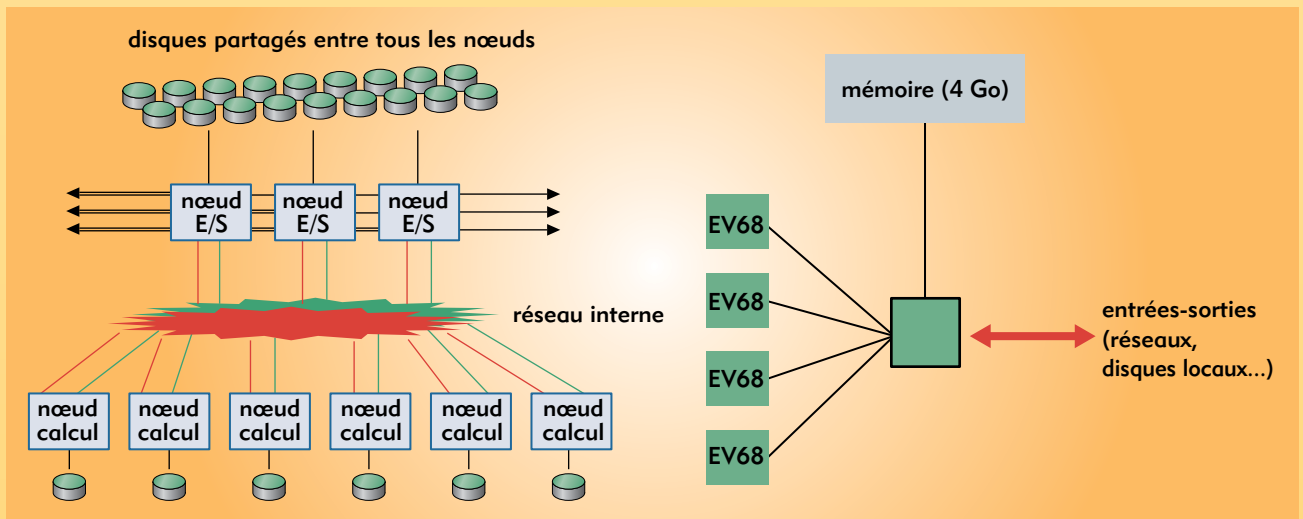 disques partagés entre tous les nœuds
nœud
E/S
nœud
E/S
nœud
E/S
réseau interne
nœud
calcul
nœud
calcul
nœud
calcul
nœud
calcul
nœud
calcul
nœud
calcul
mémoire (4 Go)
EV68
EV68
EV68
EV68
entrées-sorties
(réseaux,
disques locaux...)